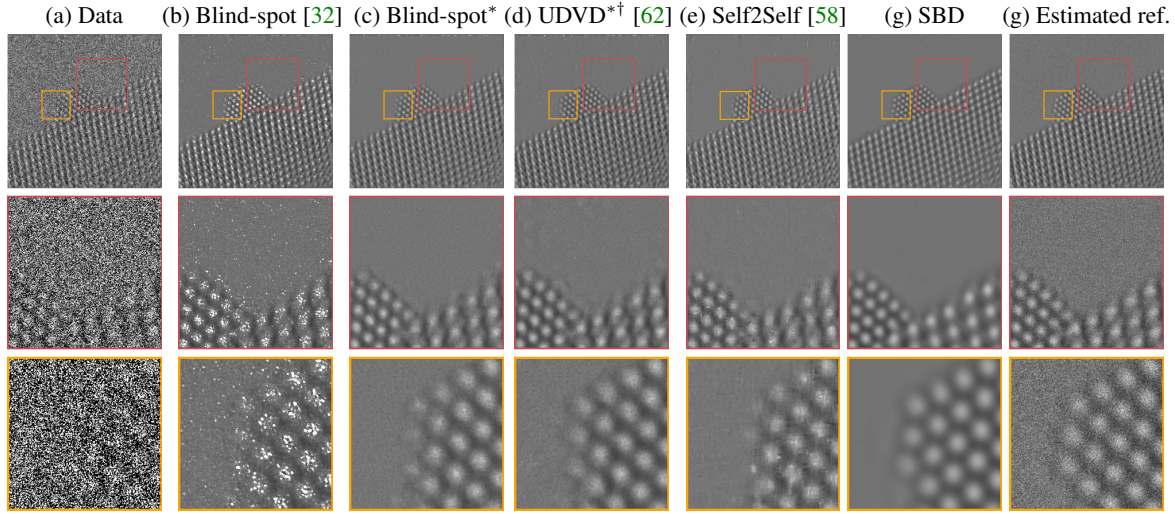 (a) Data (b) Blind-spot [32] (c) Blind-spot* (d) UDVD*† [62] (e) Self2Self [58] (g) SBD (g) Estimated ref.